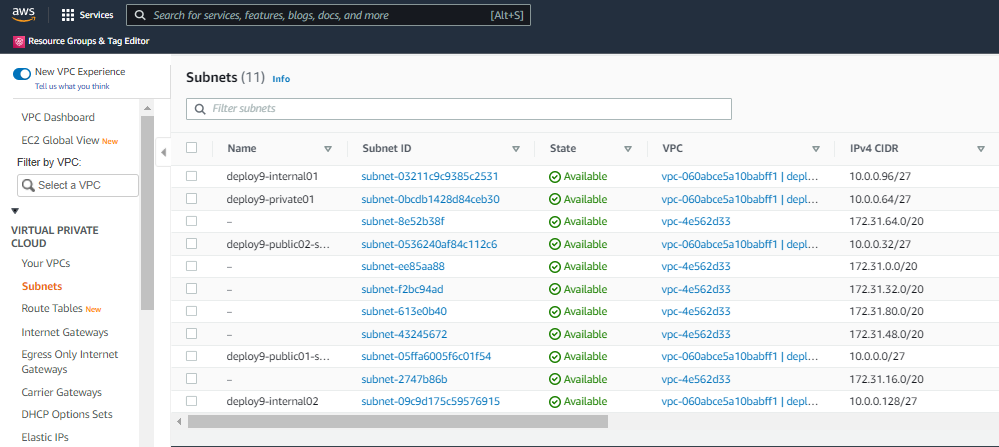 aws Services Search for services, features, blogs, docs, and more [Alt+S]
Resource Groups & Tag Editor
New VPC Experience
Tell us what you think
VPC Dashboard
EC2 Global View New
Filter by VPC:
Select a VPC
VIRTUAL PRIVATE
CLOUD
Your VPCs
Subnets
Route Tables New
Internet Gateways
Egress Only Internet
Gateways
Carrier Gateways
DHCP Options Sets
Elastic IPs
Subnets (11) Info
Filter subnets
Name Subnet ID State VPC IPv4 CIDR
deploy9-internal01 subnet-03211c9c9385c2531 Available vpc-060abce5a10babff1 | depl... 10.0.0.96/27
deploy9-private01 subnet-0bcdb1428d84ceb30 Available vpc-060abce5a10babff1 | depl... 10.0.0.64/27
– subnet-8e52b38f Available vpc-4e562d33 172.31.64.0/20
deploy9-public02-s... subnet-0536240af84c112c6 Available vpc-060abce5a10babff1 | depl... 10.0.0.32/27
– subnet-ee85aa88 Available vpc-4e562d33 172.31.0.0/20
– subnet-f2bc94ad Available vpc-4e562d33 172.31.32.0/20
– subnet-613e0b40 Available vpc-4e562d33 172.31.80.0/20
– subnet-43245672 Available vpc-4e562d33 172.31.48.0/20
deploy9-public01-s... subnet-05ffa6005f6c01f54 Available vpc-060abce5a10babff1 | depl... 10.0.0.0/27
– subnet-2747b86b Available vpc-4e562d33 172.31.16.0/20
deploy9-internal02 subnet-09c9d175c59576915 Available vpc-060abce5a10babff1 | depl... 10.0.0.128/27